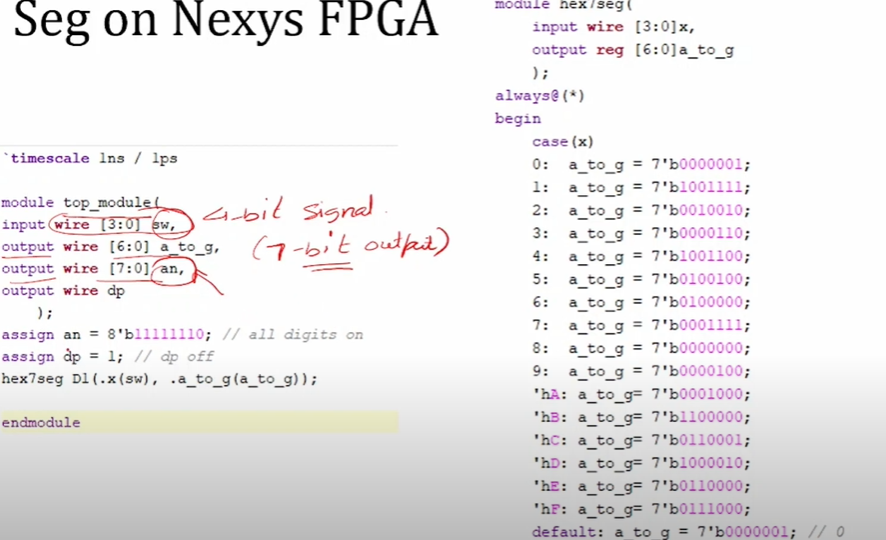 Seg on Nexys FPGA
`timescale 1ns / 1ps
module top_module(
input wire [3:0] sw,
output wire [6:0] a_to_g,
output wire [7:0] an,
output wire dp
);
assign an = 8'b11111110; // all digits on
assign dp = 1; // dp off
hex7seg D1(.x(sw), .a_to_g(a_to_g));
endmodule
4-bit signal.
(7-bit output)
module hex7seg(
input wire [3:0]x,
output reg [6:0]a_to_g
);
always@(*)
begin
case(x)
0: a_to_g = 7'b0000001;
1: a_to_g = 7'b1001111;
2: a_to_g = 7'b0010010;
3: a_to_g = 7'b0000110;
4: a_to_g = 7'b1001100;
5: a_to_g = 7'b0100100;
6: a_to_g = 7'b0100000;
7: a_to_g = 7'b0001111;
8: a_to_g = 7'b0000000;
9: a_to_g = 7'b0000100;
'hA: a_to_g= 7'b0001000;
'hB: a_to_g= 7'b1100000;
'hC: a_to_g= 7'b0110001;
'hD: a_to_g= 7'b1000010;
'hE: a_to_g= 7'b0110000;
'hF: a_to_g= 7'b0111000;
default: a_to_g = 7'b0000001; // 0